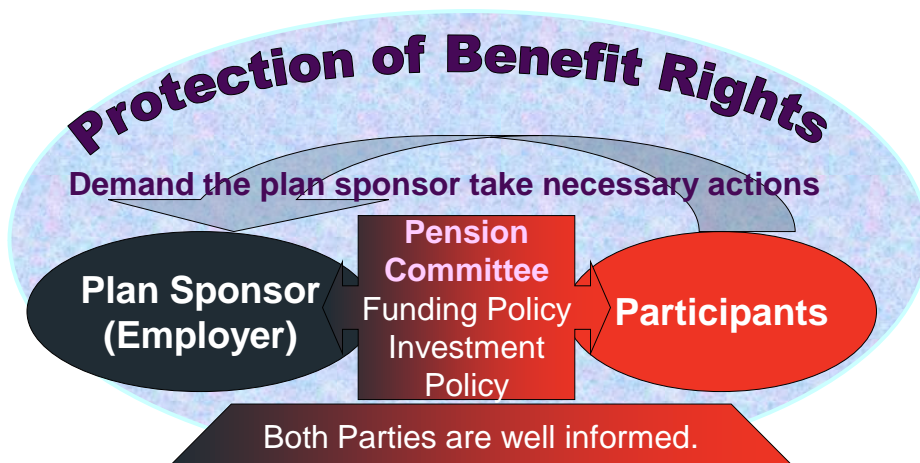 Protection of Benefit Rights
Demand the plan sponsor take necessary actions
Plan Sponsor
(Employer)
Pension
Committee
Funding Policy
Investment
Policy
Participants
Both Parties are well informed.